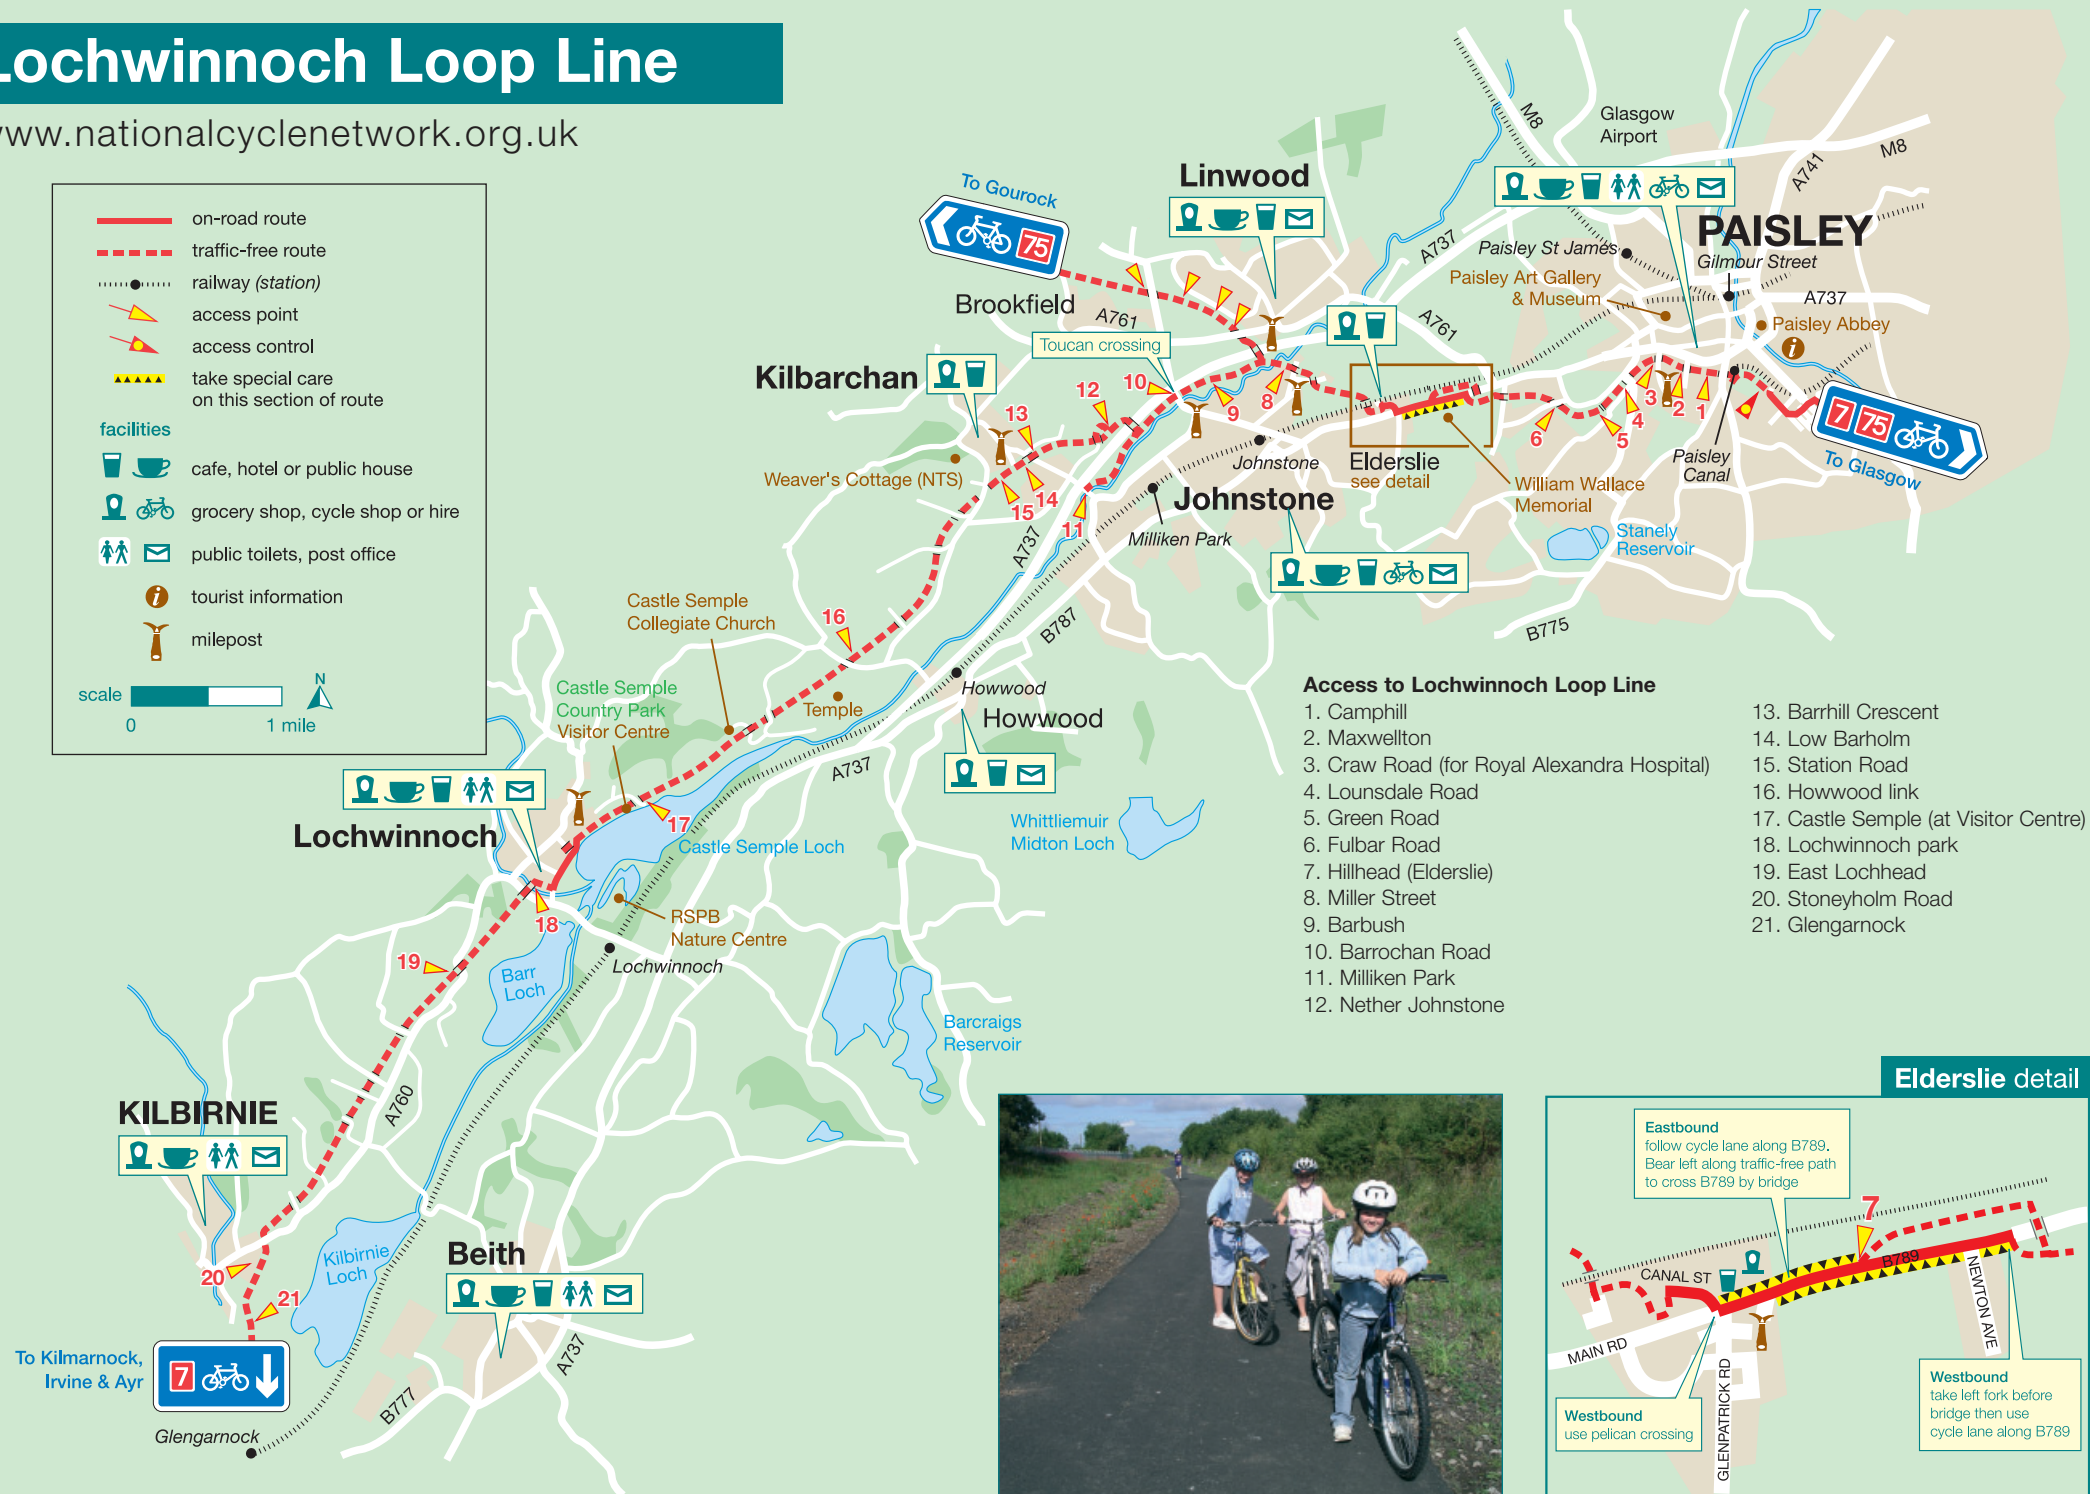 Lochwinnoch Loop Line
www.nationalcyclenetwork.org.uk
on-road route
traffic-free route
railway (station)
access point
access control
take special care
on this section of route
facilities
cafe, hotel or public house
grocery shop, cycle shop or hire
public toilets, post office
i
tourist information
milepost
scale
N
0
1 mile
To Gourock
75
Linwood
Brookfield
A761
Toucan crossing
Kilbarchan
Weaver's Cottage (NTS)
M8
Glasgow
Airport
M8
A741
PAISLEY
Gilmour Street
Paisley St James
A737
Paisley Art Gallery
& Museum
A737
Paisley Abbey
i
A761
7 75
To Glasgow
Paisley
Canal
1
2
3
4
5
6
8
9
10
11
12
13
14
15
Johnstone
Elderslie
see detail
William Wallace
Memorial
Johnstone
Milliken Park
Stanely
Reservoir
A737
B787
B775
16
Castle Semple
Collegiate Church
Castle Semple
Country Park
Visitor Centre
Temple
Howwood
Howwood
A737
Lochwinnoch
17
Castle Semple Loch
Whittliemuir
Midton Loch
18
RSPB
Nature Centre
Lochwinnoch
19
Barr
Loch
Barcraigs
Reservoir
A760
KILBIRNIE
20
21
Kilbirnie
Loch
Beith
To Kilmarnock,
Irvine & Ayr
7
Glengarnock
B777
A737
Access to Lochwinnoch Loop Line
1. Camphill
2. Maxwellton
3. Craw Road (for Royal Alexandra Hospital)
4. Lounsdale Road
5. Green Road
6. Fulbar Road
7. Hillhead (Elderslie)
8. Miller Street
9. Barbush
10. Barrochan Road
11. Milliken Park
12. Nether Johnstone
13. Barrhill Crescent
14. Low Barholm
15. Station Road
16. Howwood link
17. Castle Semple (at Visitor Centre)
18. Lochwinnoch park
19. East Lochhead
20. Stoneyholm Road
21. Glengarnock
Elderslie detail
Eastbound
follow cycle lane along B789.
Bear left along traffic-free path
to cross B789 by bridge
7
B789
CANAL ST
NEWTON AVE
MAIN RD
GLENPATRICK RD
Westbound
use pelican crossing
Westbound
take left fork before
bridge then use
cycle lane along B789